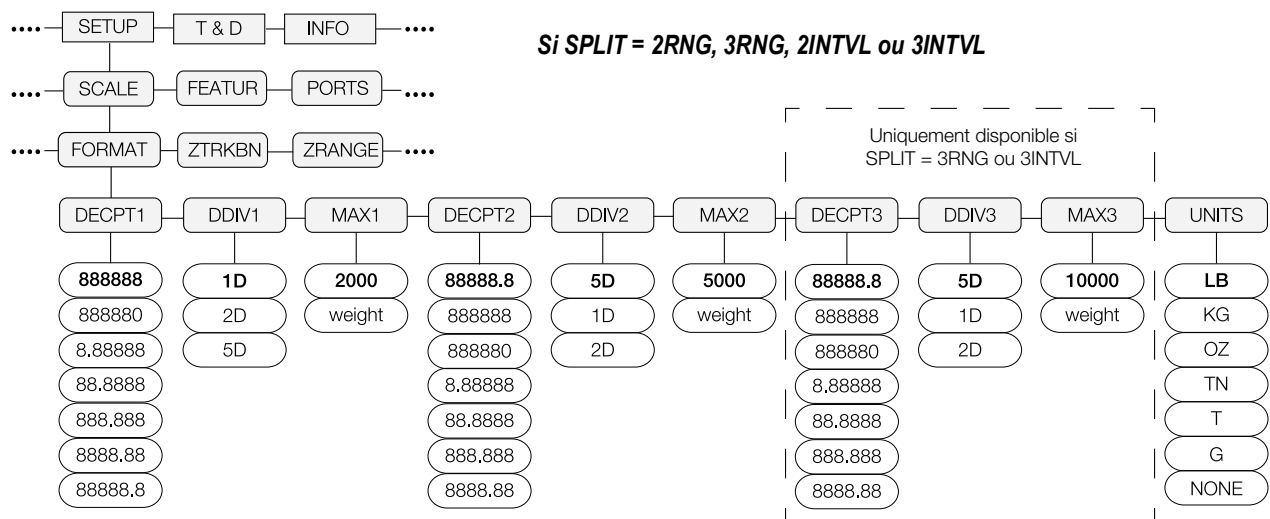 •••• SETUP T & D INFO ••••
Si SPLIT = 2RNG, 3RNG, 2INTVL ou 3INTVL
•••• SCALE FEATUR PORTS ••••
Uniquement disponible si
SPLIT = 3RNG ou 3INTVL
•••• FORMAT ZTRKBN ZRANGE ••••
DECPT1 DDIV1 MAX1 DECPT2 DDIV2 MAX2 DECPT3 DDIV3 MAX3 UNITS
888888 1D 2000 88888.8 5D 5000 88888.8 5D 10000 LB
888880 2D weight 888888 1D weight 888888 1D weight KG
8.88888 5D 888880 2D 888880 2D OZ
88.8888 8.88888 8.88888 TN
888.888 88.8888 88.8888 T
8888.88 888.888 888.888 G
88888.8 8888.88 8888.88 NONE